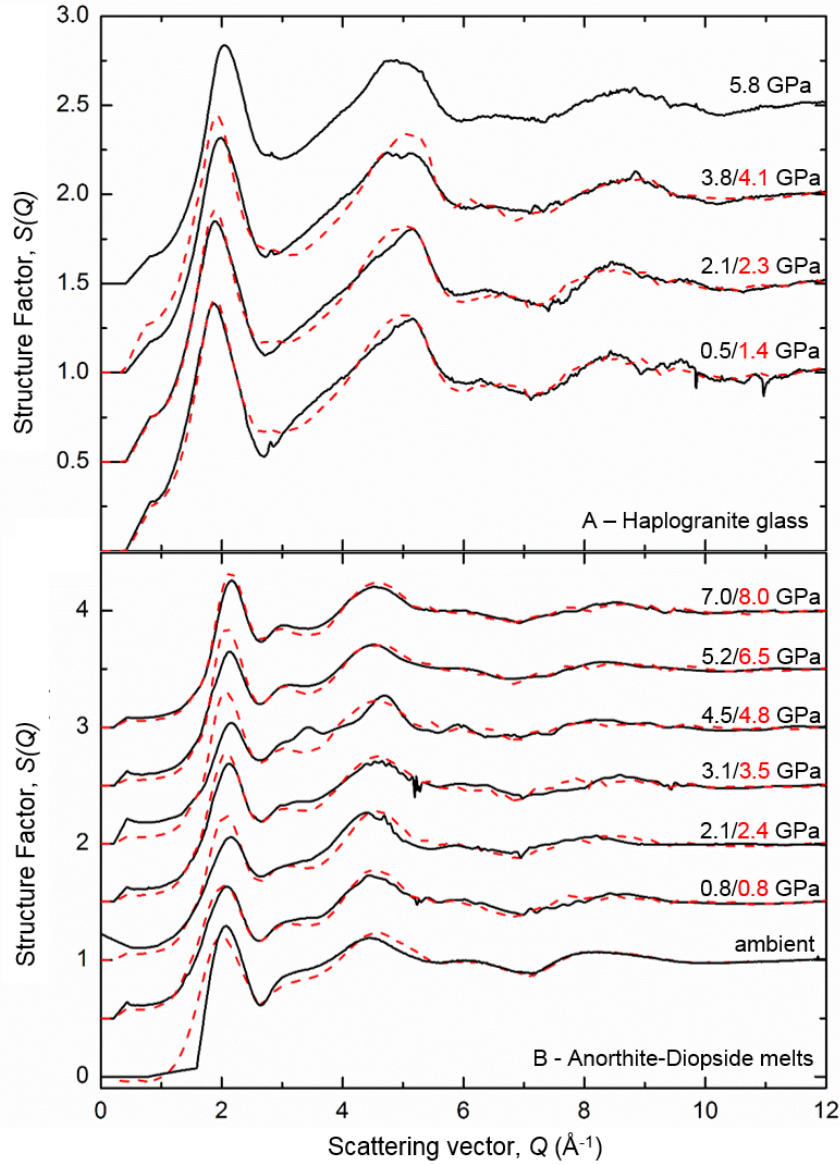 3.0
2.5
2.0
1.5
1.0
0.5
Structure Factor, S(Q)
5.8 GPa
3.8/4.1 GPa
2.1/2.3 GPa
0.5/1.4 GPa
A – Haplogranite glass
4
3
2
1
0
Structure Factor, S(Q)
7.0/8.0 GPa
5.2/6.5 GPa
4.5/4.8 GPa
3.1/3.5 GPa
2.1/2.4 GPa
0.8/0.8 GPa
ambient
B - Anorthite-Diopside melts
0 2 4 6 8 10 12
Scattering vector, Q (Å⁻¹)